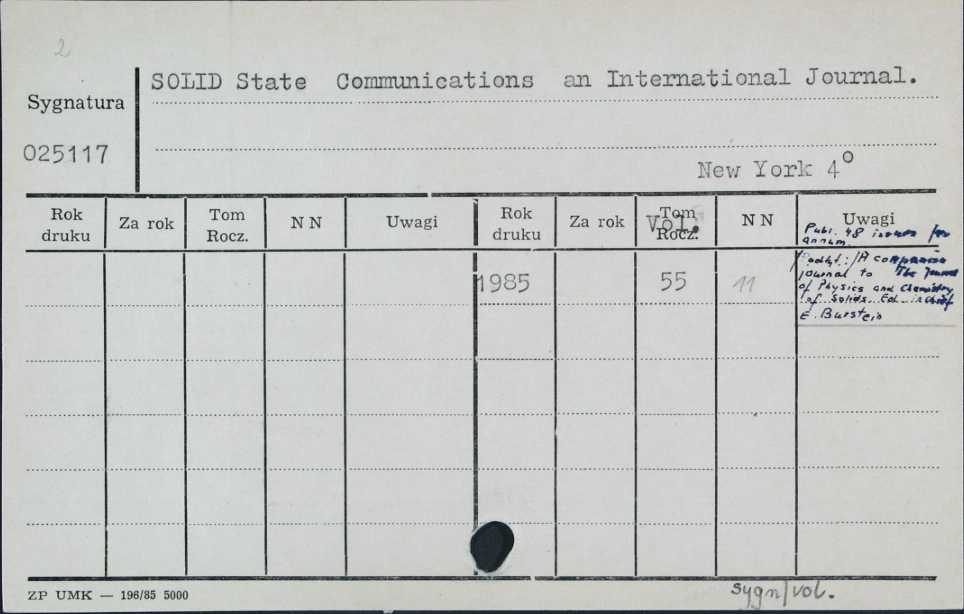 2
SOLID State Communications an International Journal.
Sygnatura
025117
New York 4°
Rok druku Za rok Tom Rocz. N N Uwagi Rok druku Za rok Tom Rocz. N N Uwagi
Vol.
Publ. 48 issues per
annum.
1985 55 11
Podtyt.: A companion
journal to The Journal
of Physics and Chemistry
of Solids. Ed. in chief
E. Burstein
ZP UMK — 196/85 5000
sygn/vol.